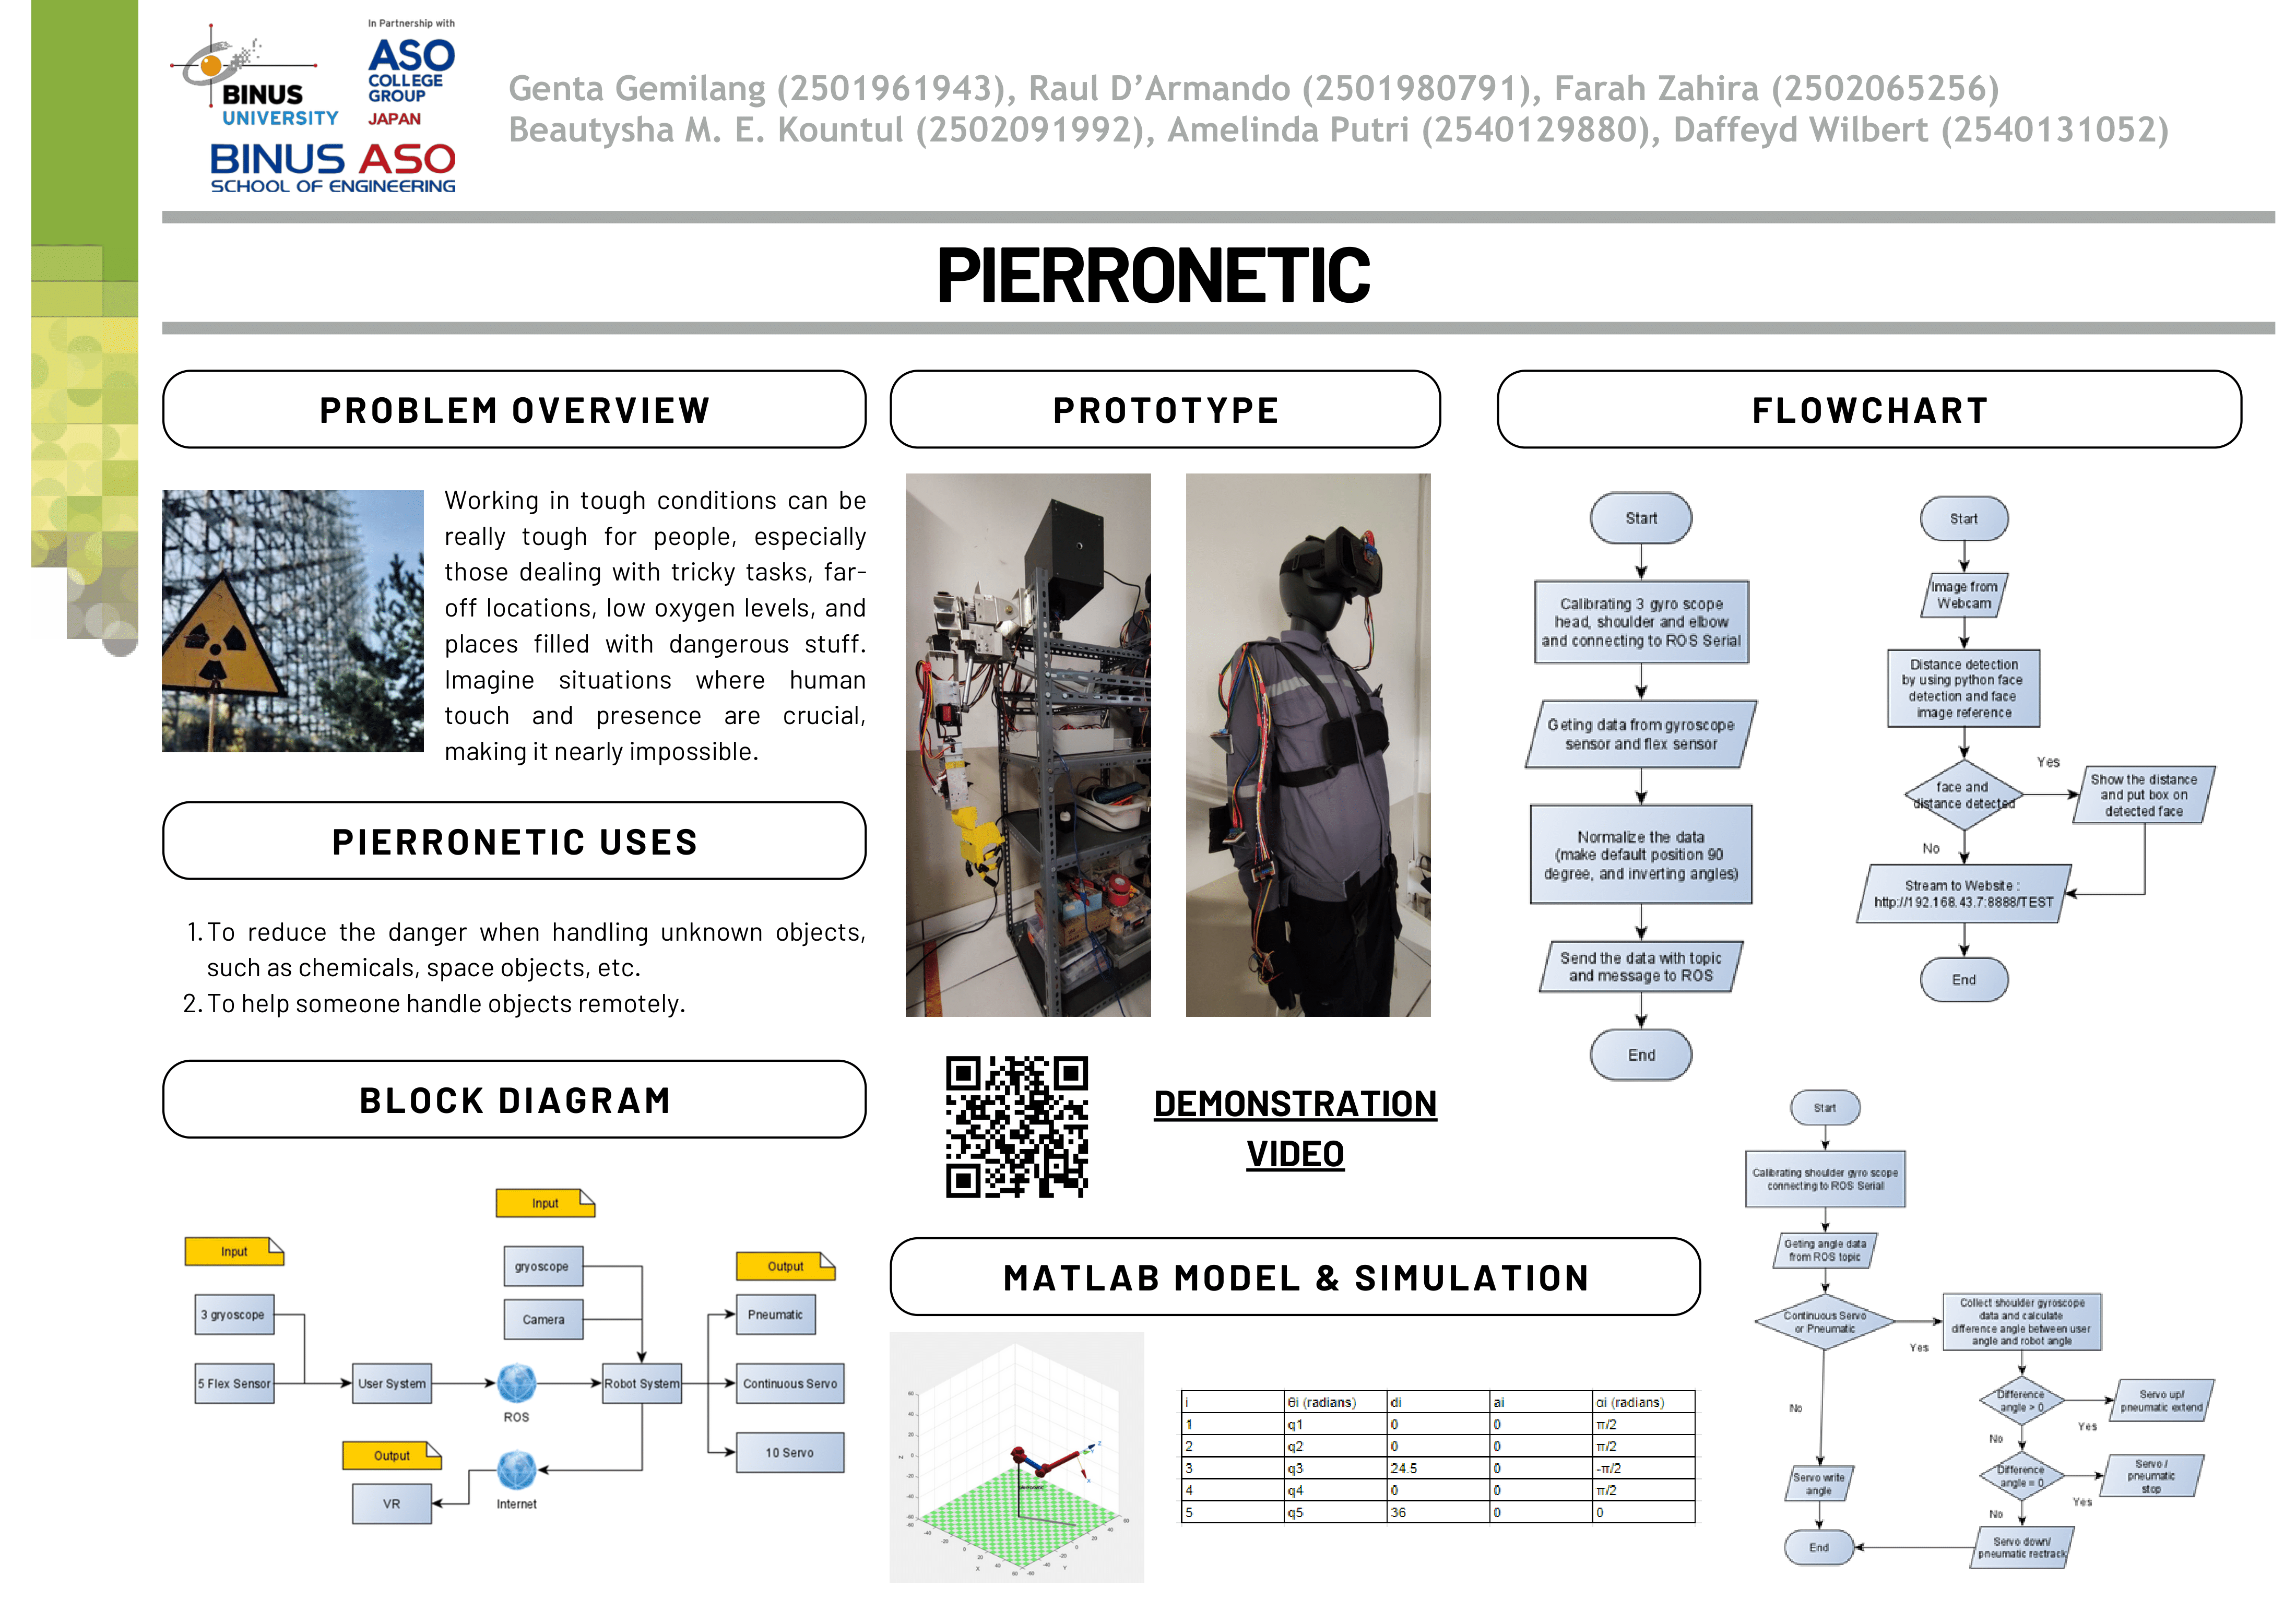 In Partnership with
BINUS
UNIVERSITY
ASO
COLLEGE
GROUP
JAPAN
BINUS ASO
SCHOOL OF ENGINEERING
Genta Gemilang (2501961943), Raul D’Armando (2501980791), Farah Zahira (2502065256)
Beautysha M. E. Kountul (2502091992), Amelinda Putri (2540129880), Daffeyd Wilbert (2540131052)
PIERRONETIC
PROBLEM OVERVIEW
Working in tough conditions can be
really tough for people, especially
those dealing with tricky tasks, far-
off locations, low oxygen levels, and
places filled with dangerous stuff.
Imagine situations where human
touch and presence are crucial,
making it nearly impossible.
PIERRONETIC USES
1. To reduce the danger when handling unknown objects,
such as chemicals, space objects, etc.
2. To help someone handle objects remotely.
BLOCK DIAGRAM
Input
Input
gryoscope
Output
3 gryoscope
Camera
Pneumatic
5 Flex Sensor
User System
ROS
Robot System
Continuous Servo
10 Servo
Output
VR
Internet
PROTOTYPE
DEMONSTRATION
VIDEO
MATLAB MODEL & SIMULATION
i θi (radians) di ai αi (radians)
1 q1 0 0 π/2
2 q2 0 0 π/2
3 q3 24.5 0 -π/2
4 q4 0 0 π/2
5 q5 36 0 0
FLOWCHART
Start
Calibrating 3 gyro scope
head, shoulder and elbow
and connecting to ROS Serial
Geting data from gyroscope
sensor and flex sensor
Normalize the data
(make default position 90
degree, and inverting angles)
Send the data with topic
and message to ROS
End
Start
Image from
Webcam
Distance detection
by using python face
detection and face
image reference
face and
distance detected
Yes
Show the distance
and put box on
detected face
No
Stream to Website :
http://192.168.43.7:8888/TEST
End
Start
Calibrating shoulder gyro scope
connecting to ROS Serial
Geting angle data
from ROS topic
Continuous Servo
or Pneumatic
Yes
Collect shoulder gyroscope
data and calculate
difference angle between user
angle and robot angle
No
Difference
angle > 0
Yes
Servo up/
pneumatic extend
No
Difference
angle = 0
Yes
Servo /
pneumatic
stop
No
Servo write
angle
Servo down/
pneumatic rectrack
End